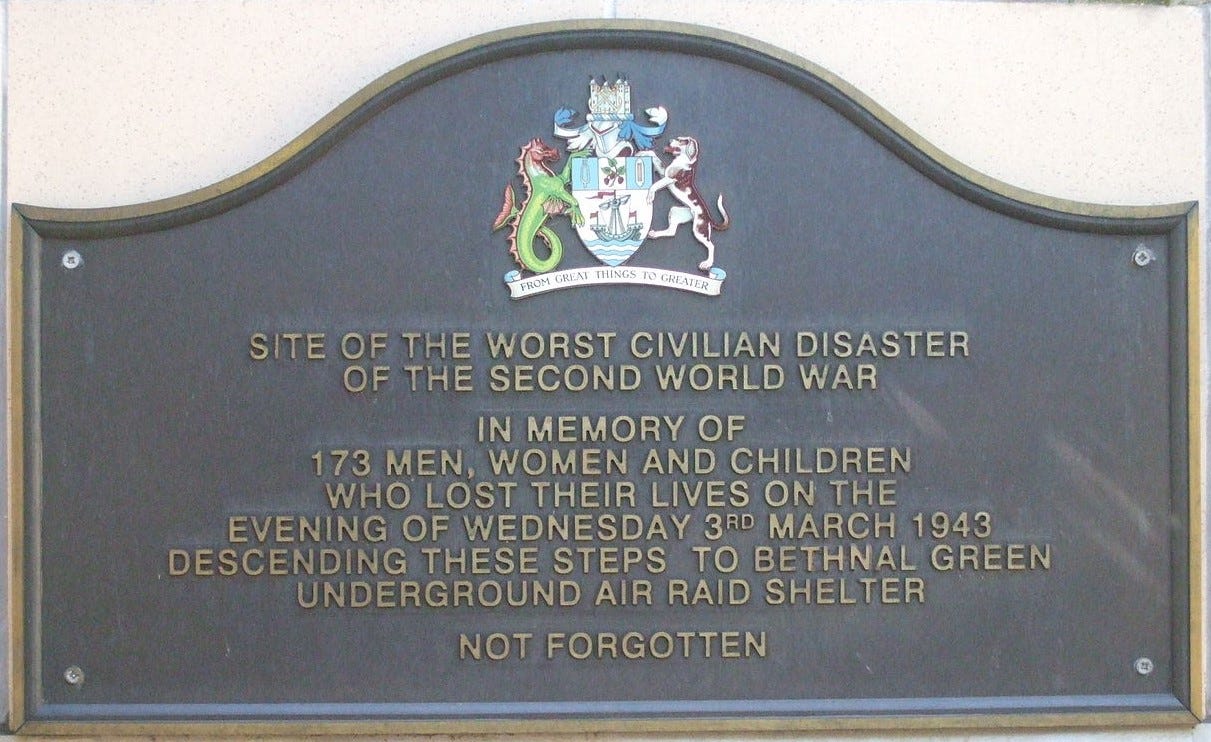 FROM GREAT THINGS TO GREATER
SITE OF THE WORST CIVILIAN DISASTER
OF THE SECOND WORLD WAR
IN MEMORY OF
173 MEN, WOMEN AND CHILDREN
WHO LOST THEIR LIVES ON THE
EVENING OF WEDNESDAY 3RD MARCH 1943
DESCENDING THESE STEPS TO BETHNAL GREEN
UNDERGROUND AIR RAID SHELTER
NOT FORGOTTEN